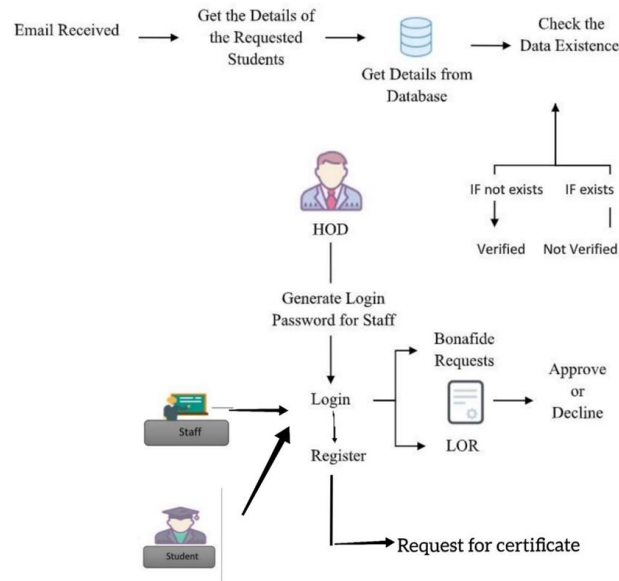 Email Received
Get the Details of
the Requested
Students
Get Details from
Database
Check the
Data Existence
IF not exists
IF exists
Verified
Not Verified
HOD
Generate Login
Password for Staff
Bonafide
Requests
Approve
or
Decline
Login
Staff
LOR
Register
Student
Request for certificate